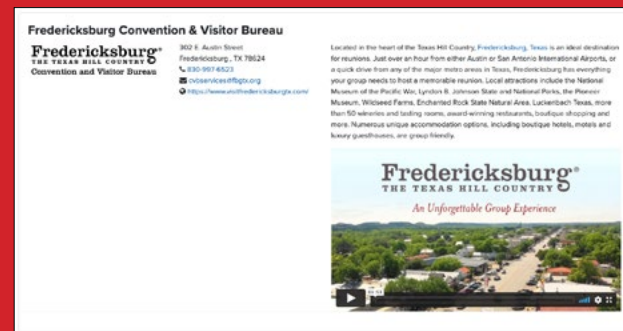 Fredericksburg Convention & Visitor Bureau
Fredericksburg®
THE TEXAS HILL COUNTRY
Convention and Visitor Bureau
302 E. Austin Street
Fredericksburg , TX 78624
830-997-6523
cvbservices@fbgtx.org
https://www.visitfredericksburgtx.com/
Located in the heart of the Texas Hill Country, Fredericksburg, Texas is an ideal destination
for reunions. Just over an hour from either Austin or San Antonio International Airports, or
a quick drive from any of the major metro areas in Texas, Fredericksburg has everything
your group needs to host a memorable reunion. Local attractions include the National
Museum of the Pacific War, Lyndon B. Johnson State and National Parks, the Pioneer
Museum, Wildseed Farms, Enchanted Rock State Natural Area, Luckenbach Texas, more
than 50 wineries and tasting rooms, award-winning restaurants, boutique shopping and
more. Numerous unique accommodation options, including boutique hotels, motels and
luxury guesthouses, are group friendly.
Fredericksburg®
THE TEXAS HILL COUNTRY
An Unforgettable Group Experience